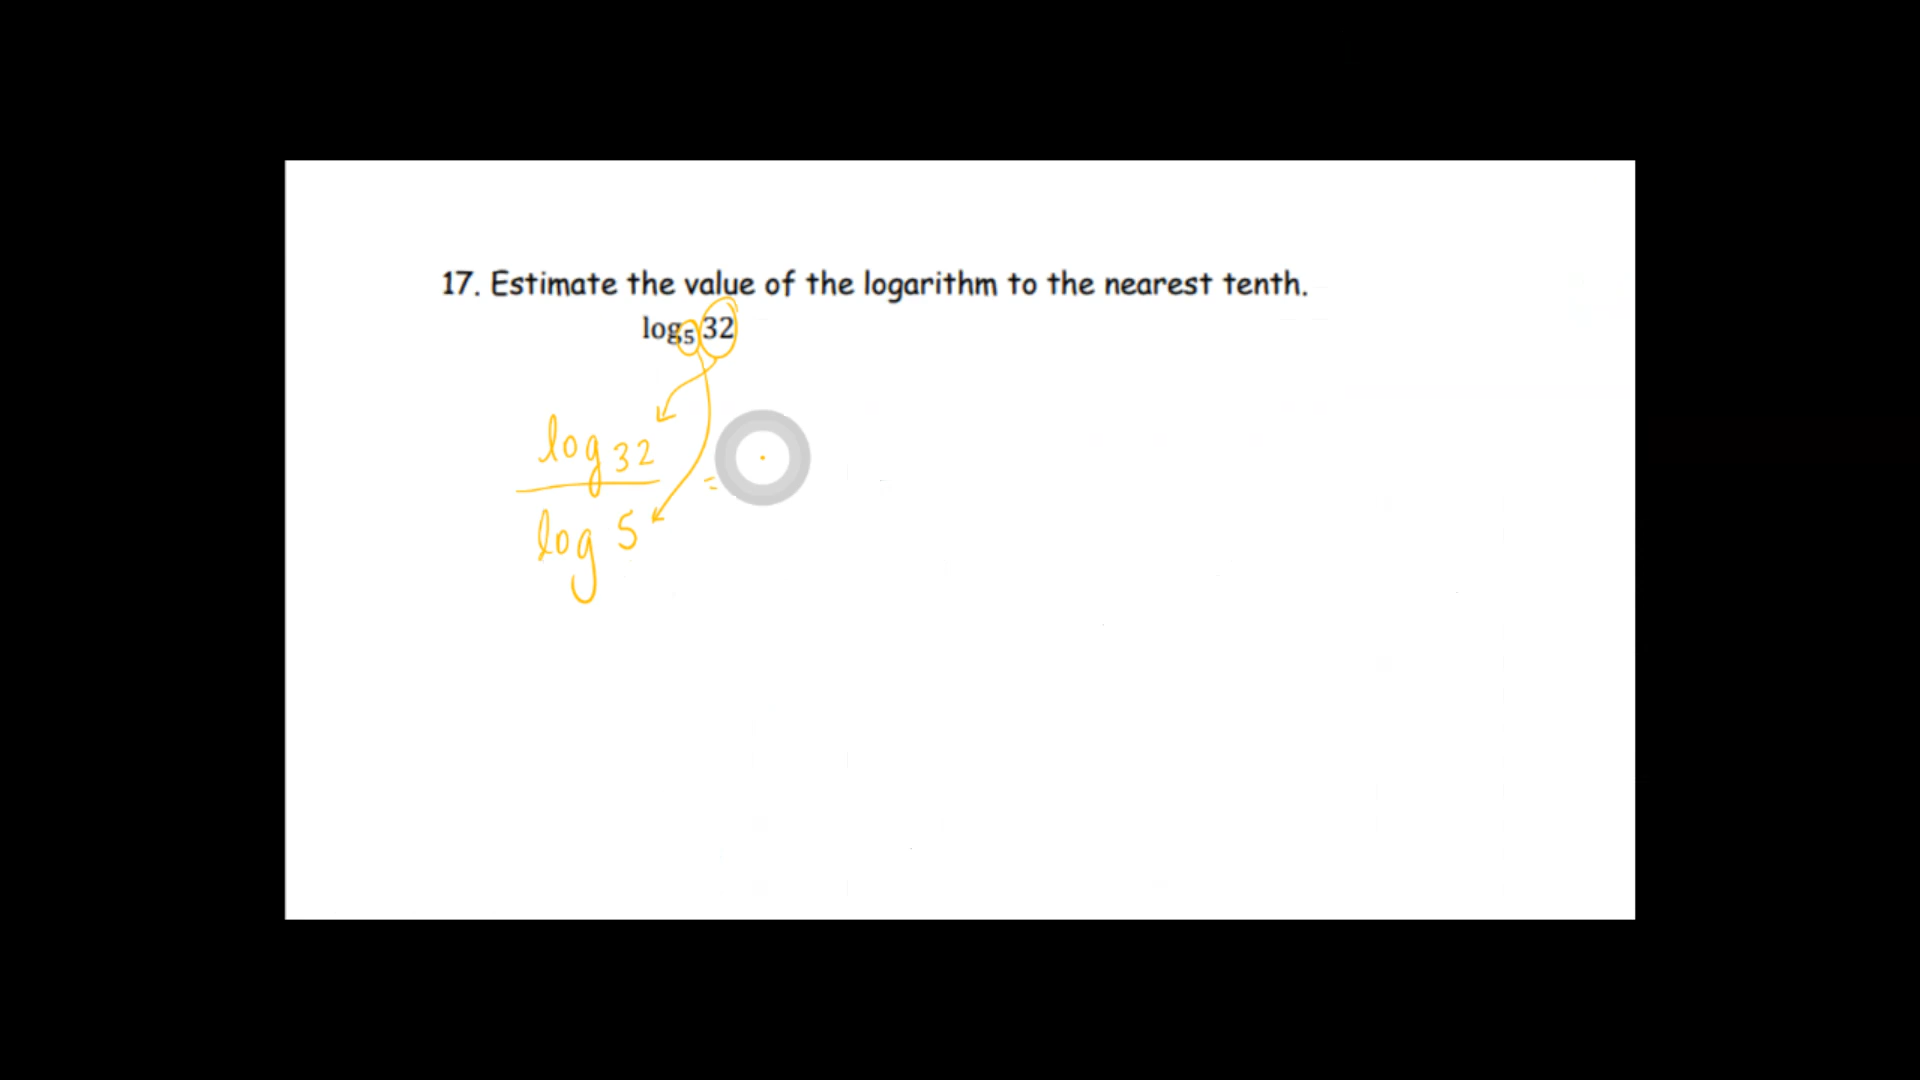 17. Estimate the value of the logarithm to the nearest tenth.
log₅ 32
log 32
=
log 5